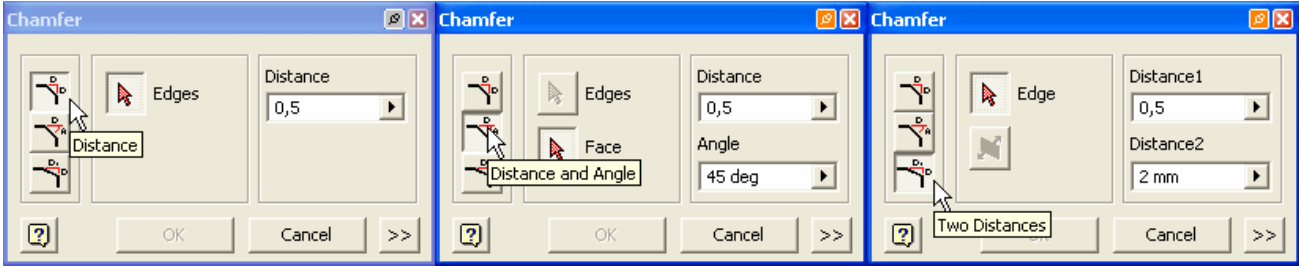 Chamfer
Edges
Distance
0,5
Distance
OK
Cancel
>>
Chamfer
Edges
Face
Distance
0,5
Angle
45 deg
Distance and Angle
OK
Cancel
>>
Chamfer
Edge
Distance1
0,5
Distance2
2 mm
Two Distances
Cancel
>>